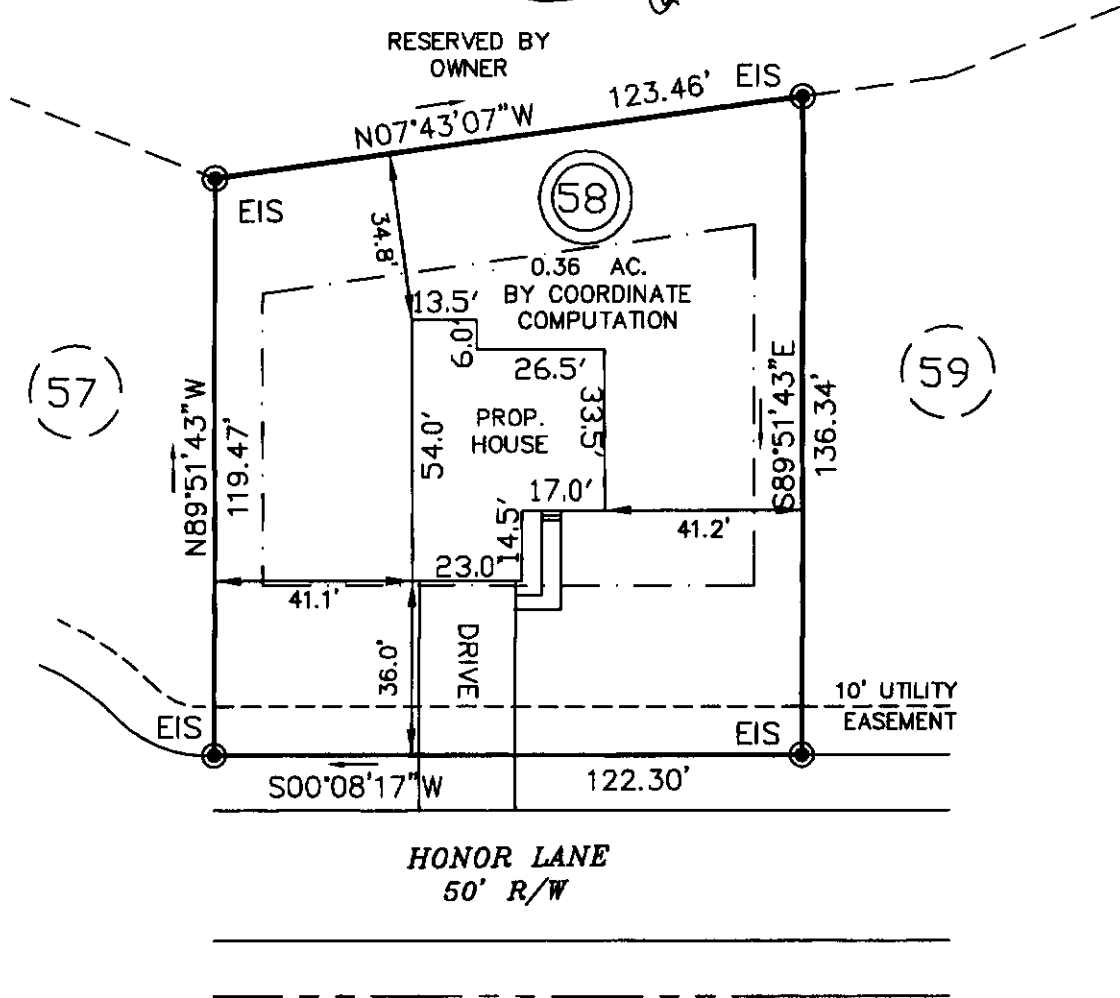 RESERVED BY
OWNER
N07°43'07"W
123.46'
EIS
EIS
58
34.8'
0.36 AC.
BY COORDINATE
COMPUTATION
13.5'
6.0'
26.5'
57
59
N89°51'43"W
119.47'
54.0'
PROP.
HOUSE
33.5'
S89°51'43"E
136.34'
17.0'
14.5'
41.2'
23.0'
41.1'
36.0'
DRIVE
10' UTILITY
EASEMENT
EIS
EIS
S00°08'17"W
122.30'
HONOR LANE
50' R/W